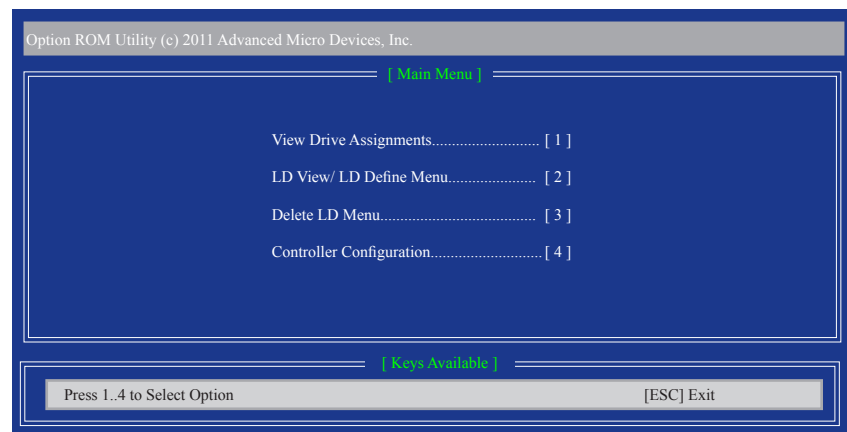 Option ROM Utility (c) 2011 Advanced Micro Devices, Inc.
[ Main Menu ]
View Drive Assignments........................... [ 1 ]
LD View/ LD Define Menu...................... [ 2 ]
Delete LD Menu....................................... [ 3 ]
Controller Configuration............................[ 4 ]
[ Keys Available ]
Press 1..4 to Select Option [ESC] Exit